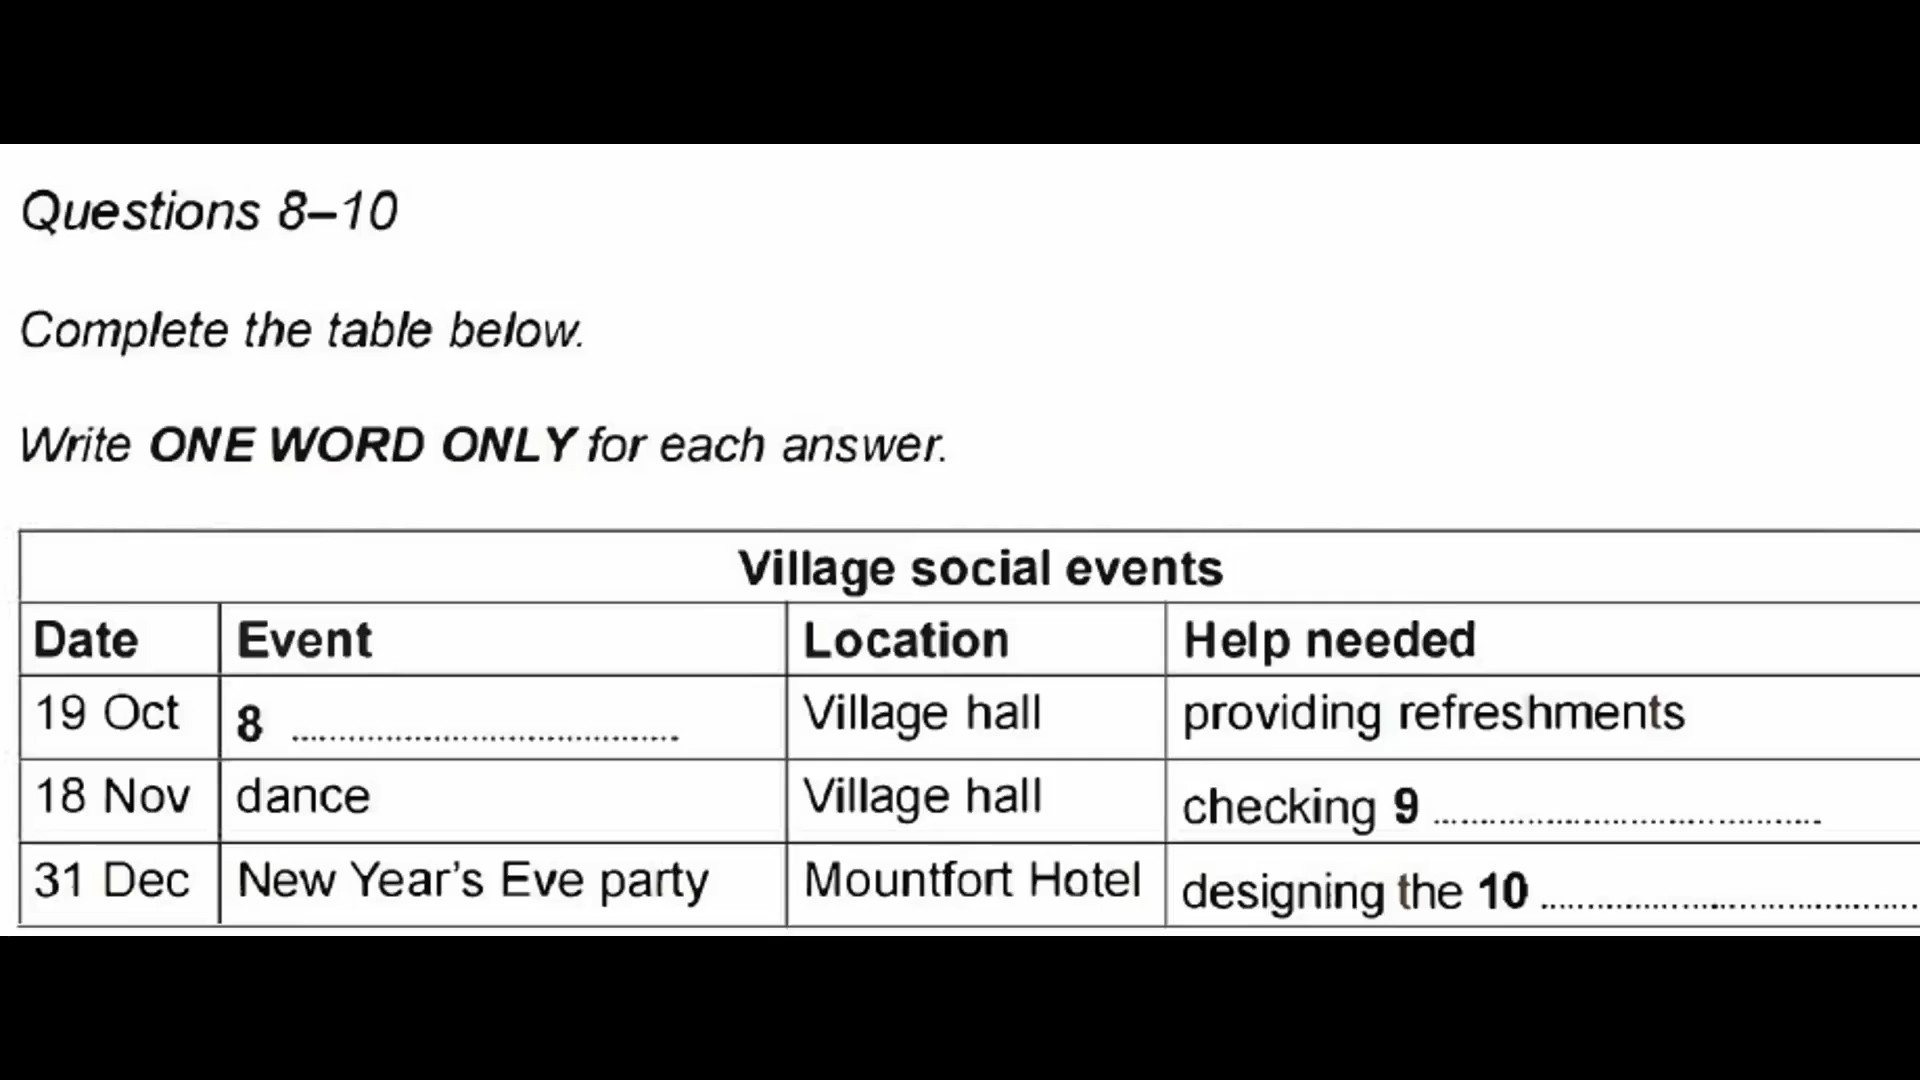 Questions 8–10
Complete the table below.
Write ONE WORD ONLY for each answer.
Village social events
Date Event Location Help needed
19 Oct 8 ........................................ Village hall providing refreshments
18 Nov dance Village hall checking 9 ........................................
31 Dec New Year's Eve party Mountfort Hotel designing the 10 ........................................